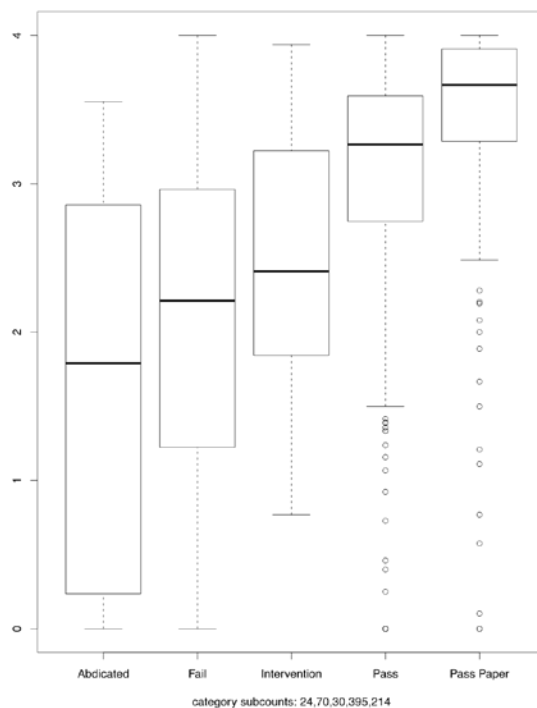 4
3
2
1
0
Abdicated Fail Intervention Pass Pass Paper
category subcounts: 24,70,30,395,214